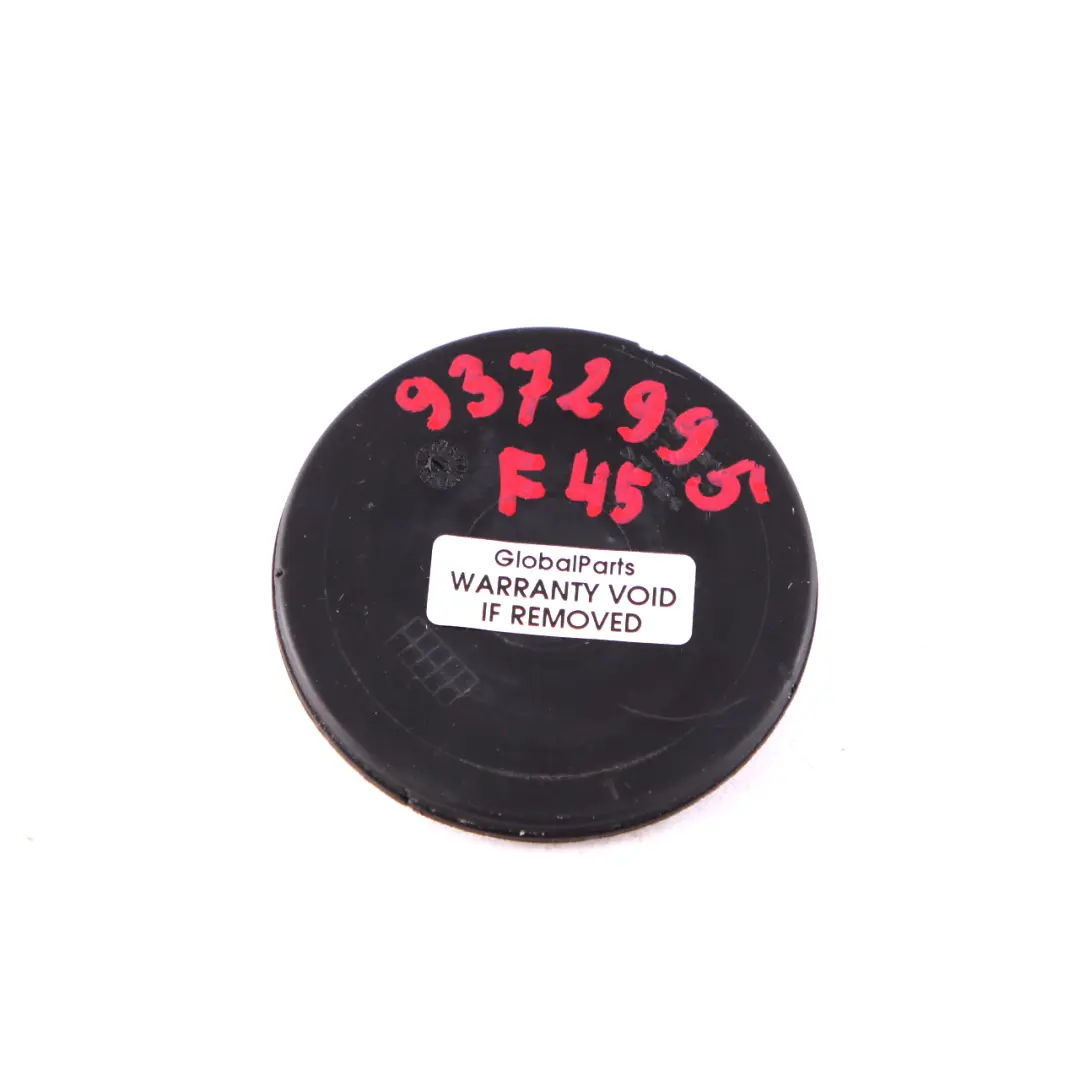 9372995
F45
GlobalParts
WARRANTY VOID
IF REMOVED